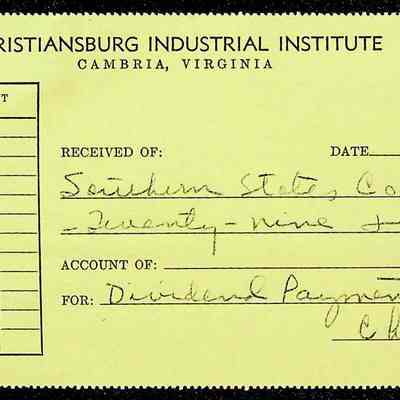 RISTIANSBURG INDUSTRIAL INSTITUTE
CAMBRIA, VIRGINIA
T
RECEIVED OF: DATE
Southern States Co
-Twenty-nine +
ACCOUNT OF:
FOR: Dividend Paymen